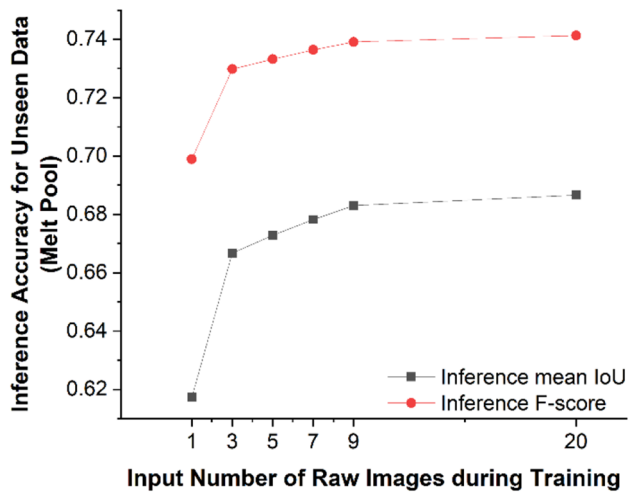 Inference Accuracy for Unseen Data
(Melt Pool)
0.74
0.72
0.70
0.68
0.66
0.64
0.62
Inference mean IoU
Inference F-score
1 3 5 7 9 20
Input Number of Raw Images during Training